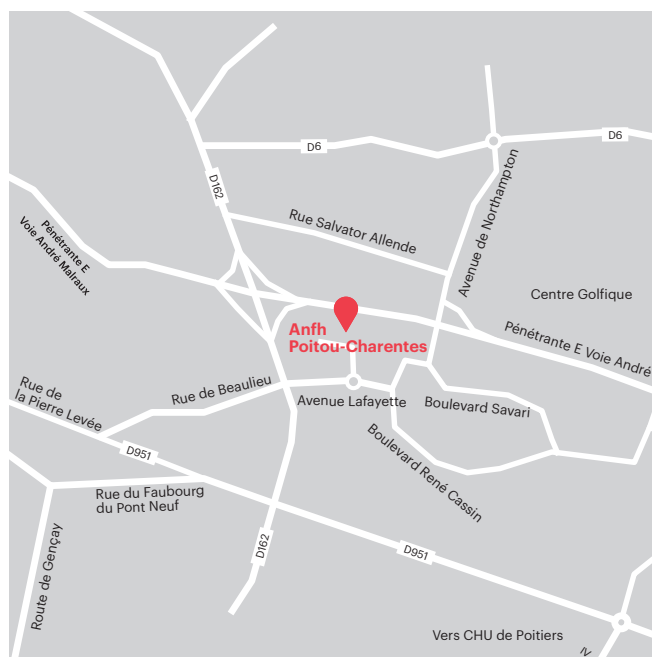 D6
D6
D162
Avenue de Northampton
Rue Salvator Allende
Pénétrante E
Voie André Malraux
Centre Golfique
Anfh
Poitou-Charentes
Pénétrante E Voie André
Rue de
la Pierre Levée
Rue de Beaulieu
Avenue Lafayette
Boulevard Savari
Boulevard René Cassin
D951
Rue du Faubourg
du Pont Neuf
Route de Gençay
D162
D951
Vers CHU de Poitiers